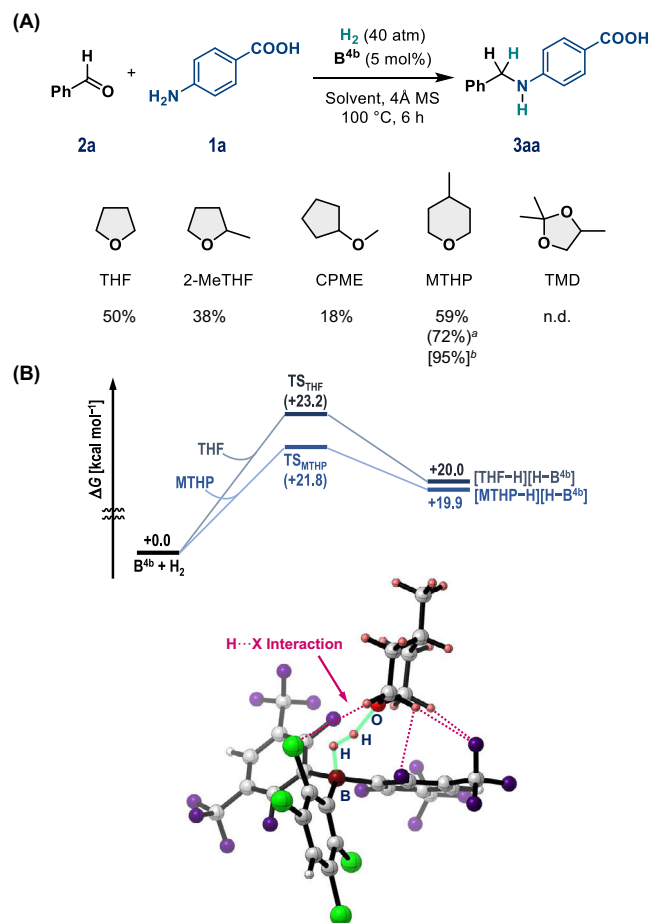 (A)
H
Ph
O
2a
+
H₂N
COOH
1a
H₂ (40 atm)
B⁴ᵇ (5 mol%)
Solvent, 4Å MS
100 °C, 6 h
H H
Ph
N
H
COOH
3aa
O
THF
50%
O
2-MeTHF
38%
O
CPME
18%
O
MTHP
59%
(72%)ᵃ
[95%]ᵇ
O
O
TMD
n.d.
(B)
ΔG [kcal mol⁻¹]
TS_THF
(+23.2)
THF
TS_MTHP
(+21.8)
MTHP
+20.0
[THF–H][H–B⁴ᵇ]
+19.9
[MTHP–H][H–B⁴ᵇ]
+0.0
B⁴ᵇ + H₂
H···X Interaction
O
H
H
B